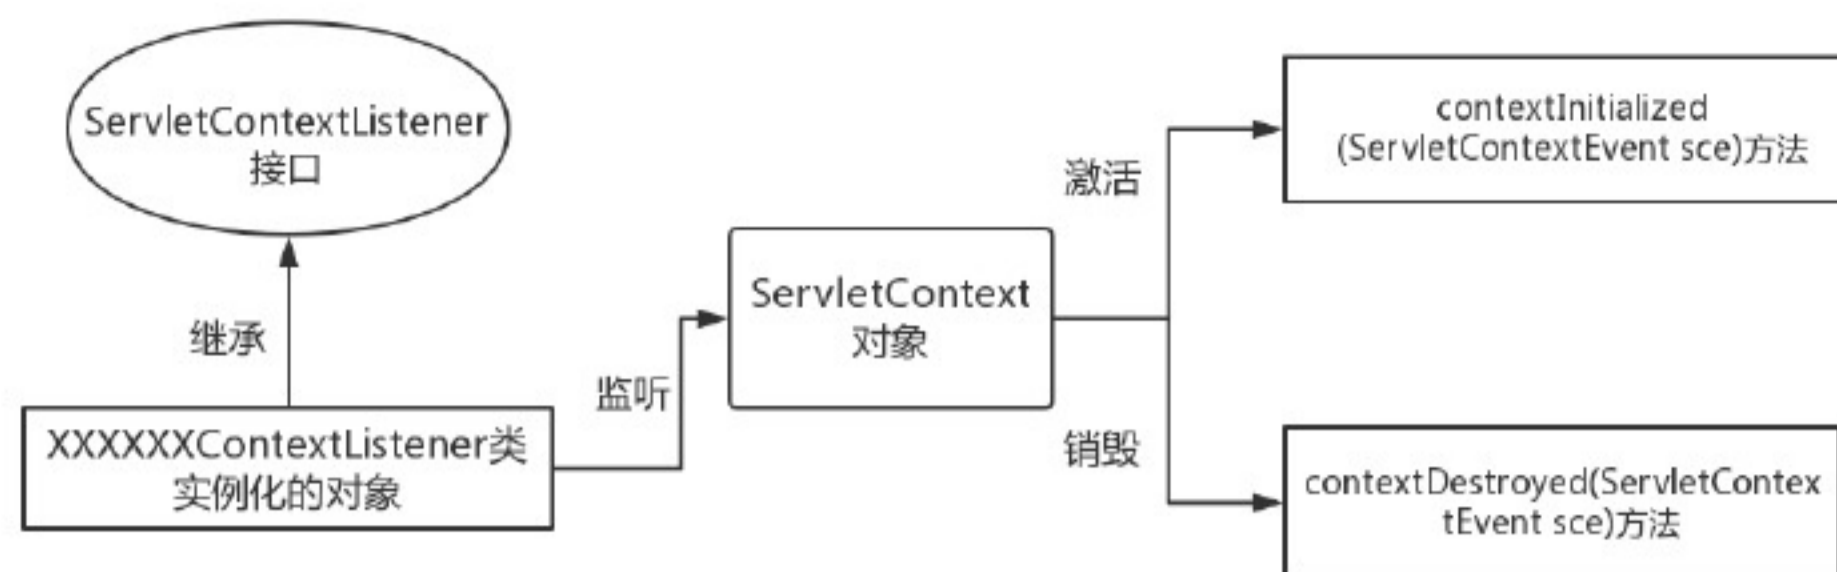 ServletContextListener
接口
继承
XXXXXXContextListener类
实例化的对象
监听
ServletContext
对象
激活
contextInitialized
(ServletContextEvent sce)方法
销毁
contextDestroyed(ServletContex
tEvent sce)方法